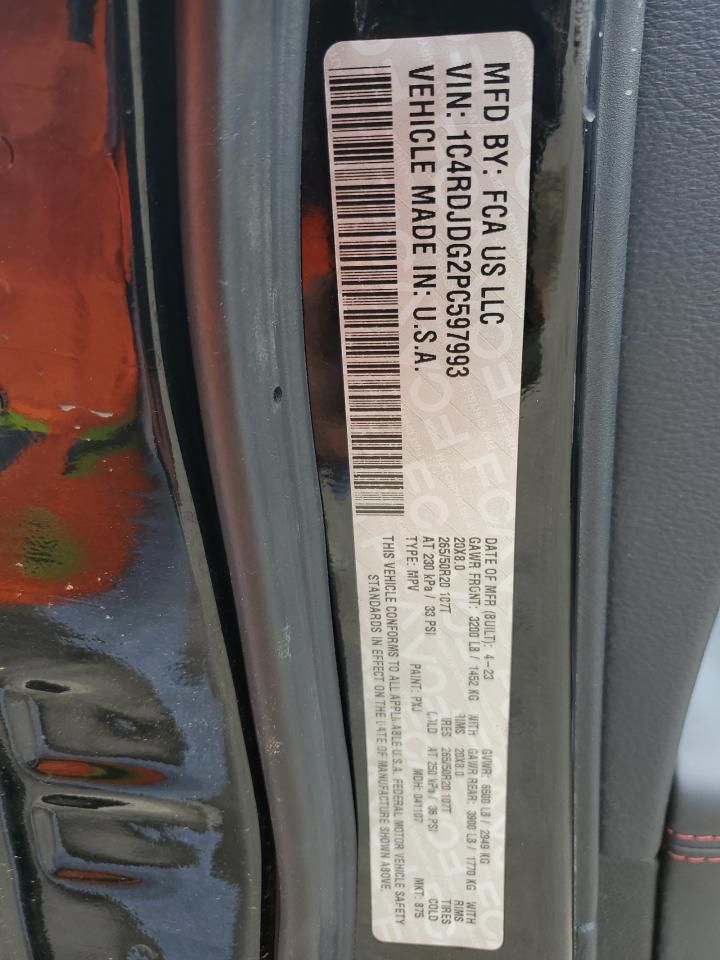 MFD BY: FCA US LLC
VIN: 1C4RDJDG2PC597993
VEHICLE MADE IN: U.S.A.
DATE OF MFR (BUILT): 4-23 GVWR: 6500 LB / 2949 KG
GAWR FRONT: 3200 LB / 1452 KG WITH GAWR REAR: 3900 LB / 1770 KG WITH
20X8.0 RIMS 20X8.0 RIMS
265/50R20 107T TIRES 265/50R20 107T TIRES
AT 230 kPa / 33 PSI COLD AT 250 kPa / 36 PSI COLD
TYPE: MPV PAINT: PXJ MDH: 041107 MKT: 875
THIS VEHICLE CONFORMS TO ALL APPLICABLE U.S.A. FEDERAL MOTOR VEHICLE SAFETY
STANDARDS IN EFFECT ON THE DATE OF MANUFACTURE SHOWN ABOVE.